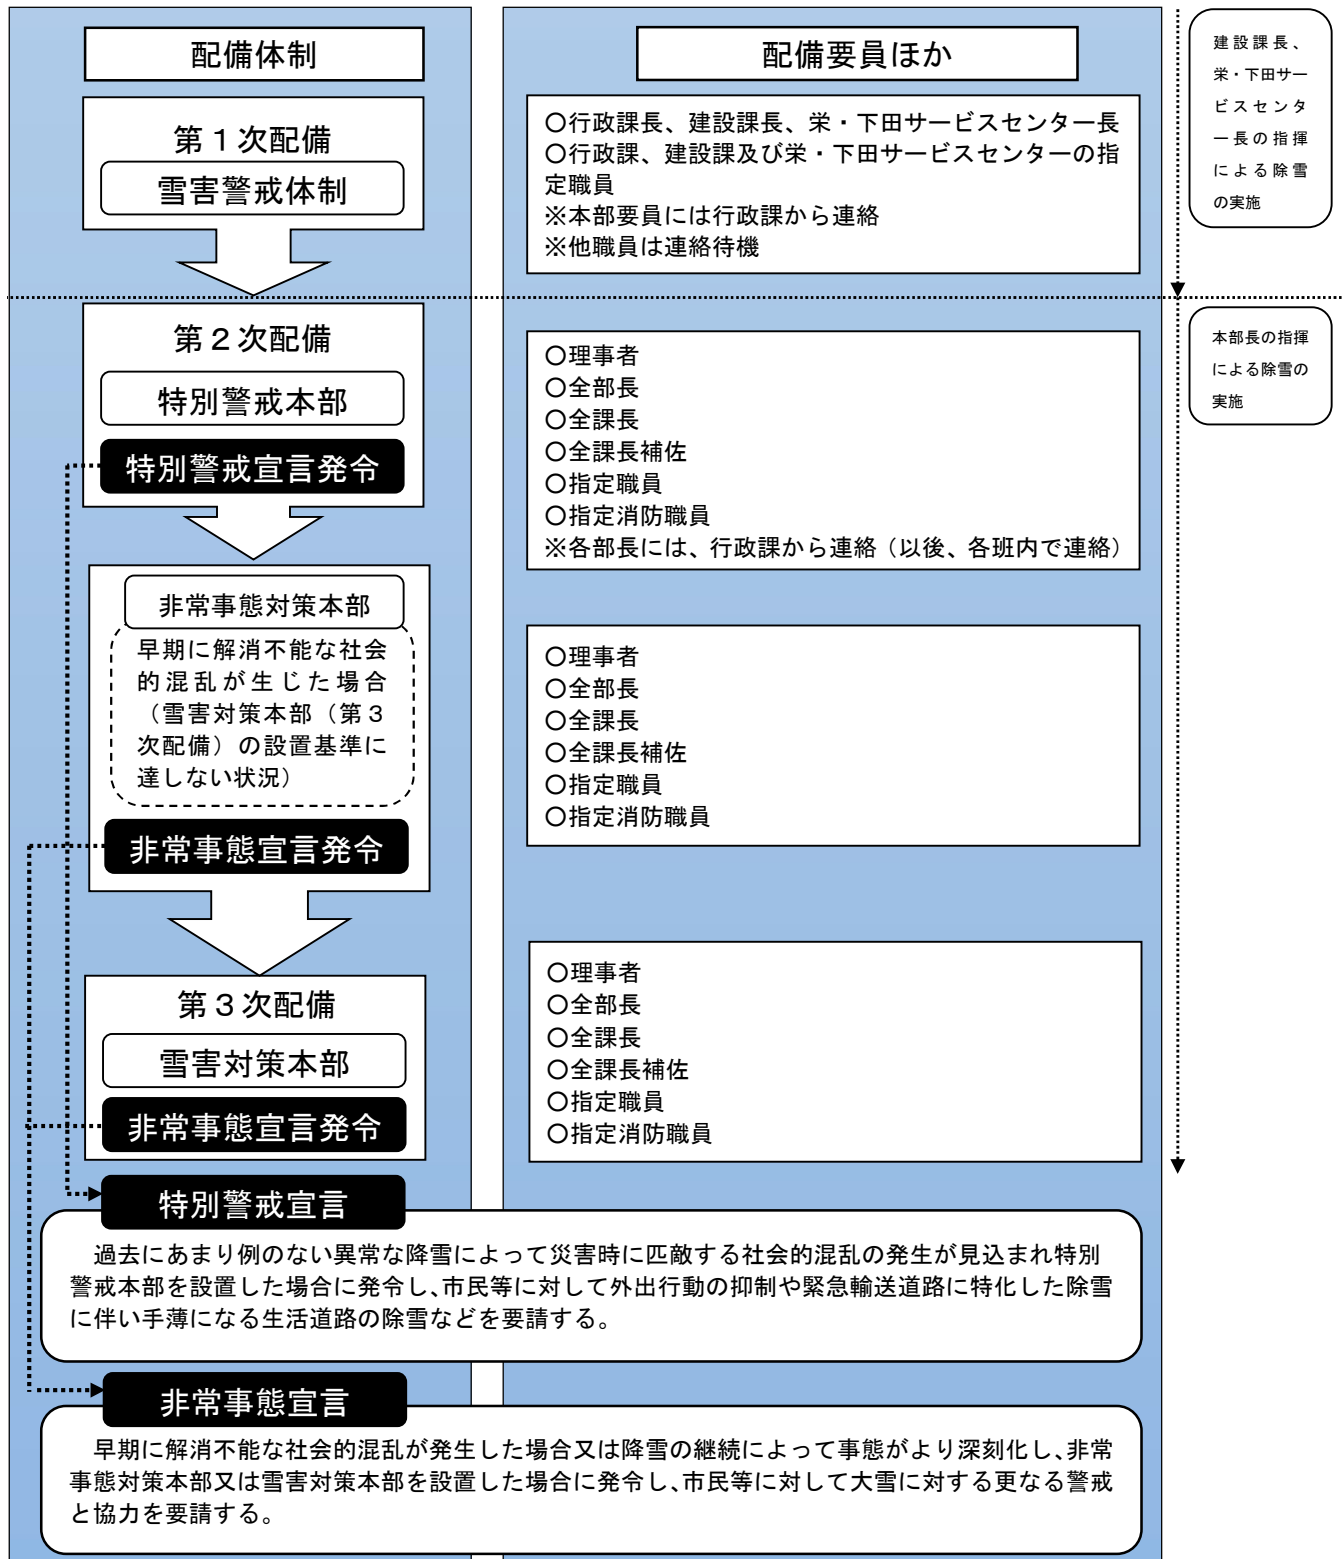 配備体制
配備要員ほか
第１次配備
雪害警戒体制
○行政課長、建設課長、栄・下田サービスセンター長
○行政課、建設課及び栄・下田サービスセンターの指
定職員
※本部要員には行政課から連絡
※他職員は連絡待機
建設課長、
栄・下田サー
ビスセンタ
ー長の指揮
による除雪
の実施
第２次配備
特別警戒本部
特別警戒宣言発令
○理事者
○全部長
○全課長
○全課長補佐
○指定職員
○指定消防職員
※各部長には、行政課から連絡（以後、各班内で連絡）
本部長の指揮
による除雪の
実施
非常事態対策本部
早期に解消不能な社会
的混乱が生じた場合
（雪害対策本部（第３
次配備）の設置基準に
達しない状況）
非常事態宣言発令
○理事者
○全部長
○全課長
○全課長補佐
○指定職員
○指定消防職員
第３次配備
雪害対策本部
非常事態宣言発令
○理事者
○全部長
○全課長
○全課長補佐
○指定職員
○指定消防職員
特別警戒宣言
過去にあまり例のない異常な降雪によって災害時に匹敵する社会的混乱の発生が見込まれ特別
警戒本部を設置した場合に発令し、市民等に対して外出行動の抑制や緊急輸送道路に特化した除雪
に伴い手薄になる生活道路の除雪などを要請する。
非常事態宣言
早期に解消不能な社会的混乱が発生した場合又は降雪の継続によって事態がより深刻化し、非常
事態対策本部又は雪害対策本部を設置した場合に発令し、市民等に対して大雪に対する更なる警戒
と協力を要請する。